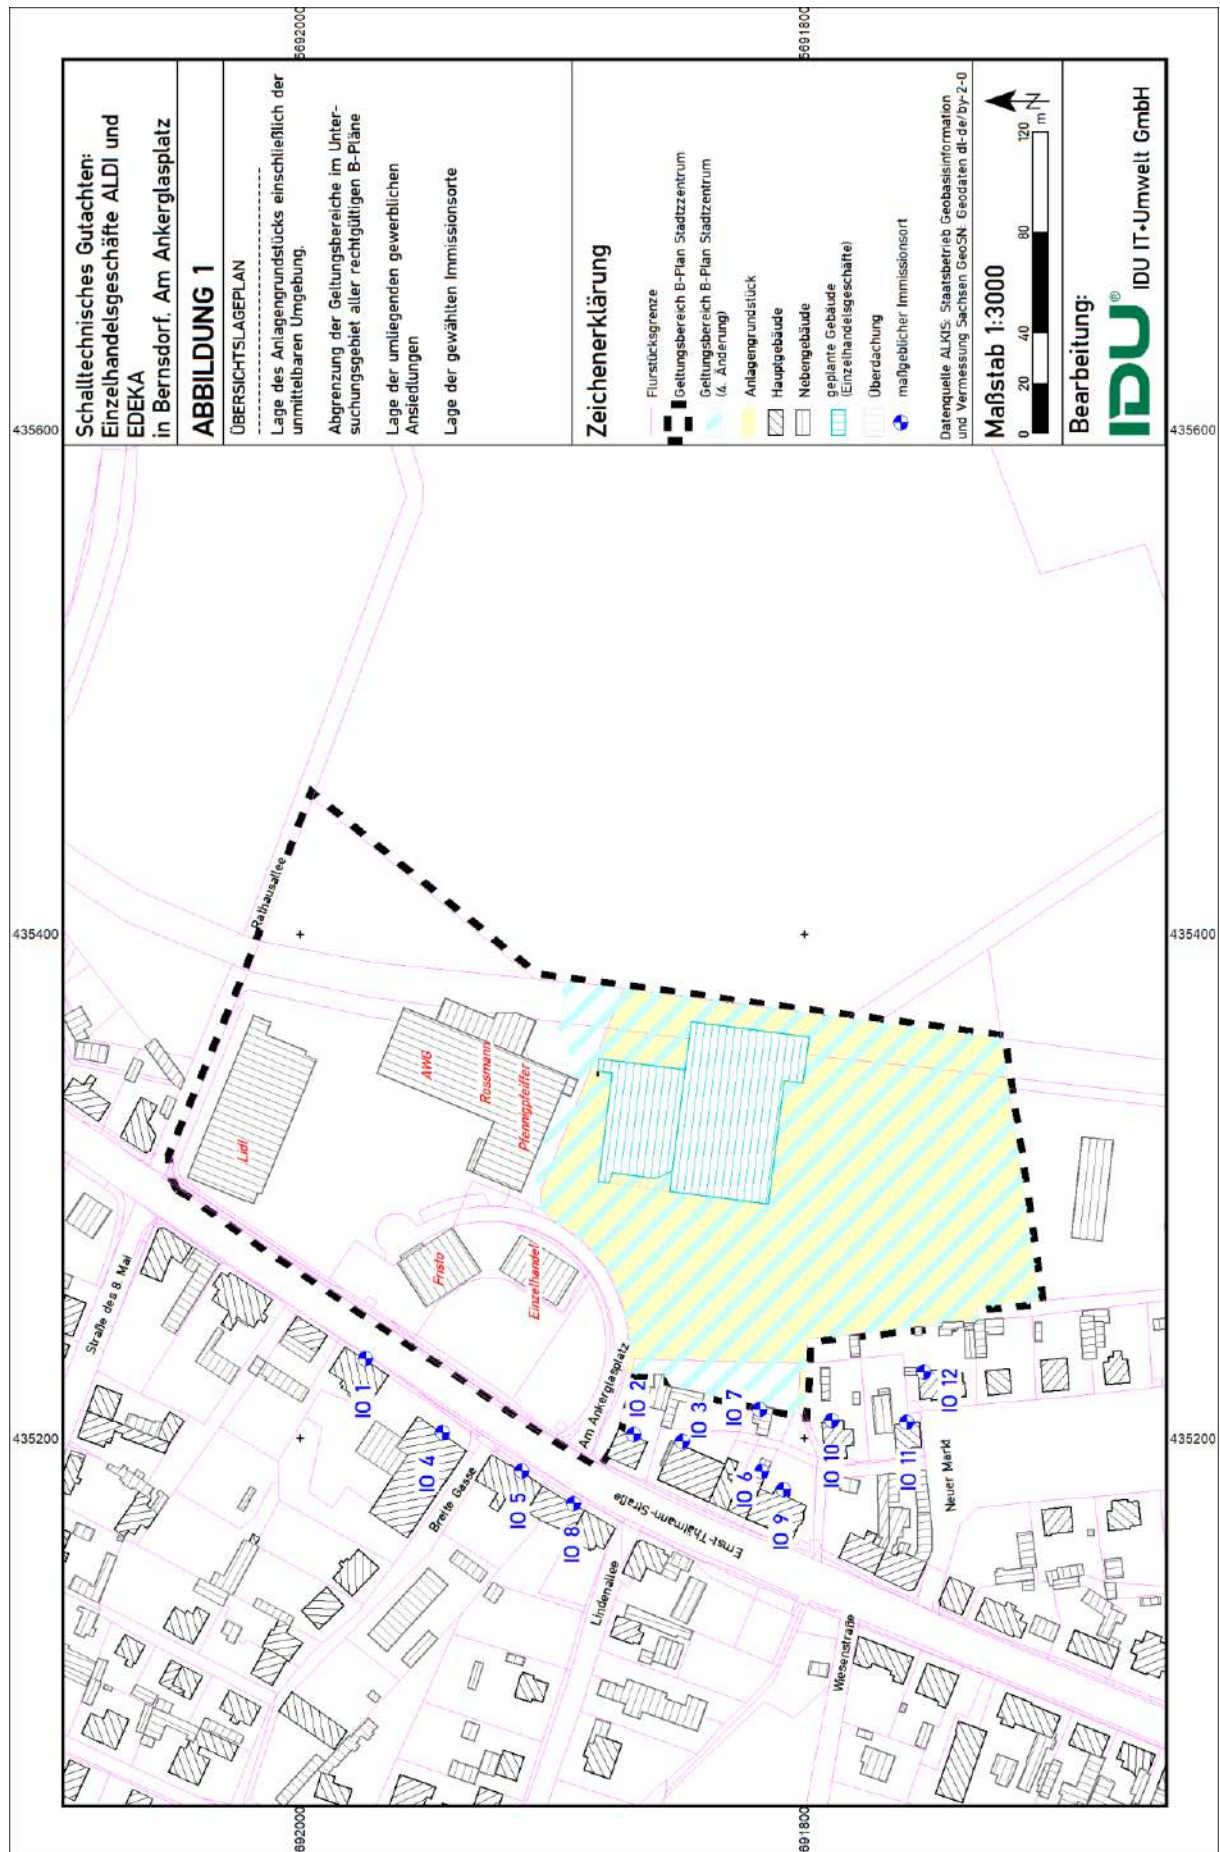 Schalltechnisches Gutachten:
Einzelhandelsgeschäfte ALDI und
EDEKA
in Bernsdorf, Am Ankerglasplatz
ABBILDUNG 1
ÜBERSICHTSLAGEPLAN
Lage des Anlagengrundstücks einschließlich der
unmittelbaren Umgebung.
Abgrenzung der Geltungsbereiche im Unter-
suchungsgebiet aller rechtgültigen B-Pläne
Lage der umliegenden gewerblichen
Ansiedlungen
Lage der gewählten Immissionsorte
Zeichenerklärung
Flurstücksgrenze
Geltungsbereich B-Plan Stadtzzentrum
Geltungsbereich B-Plan Stadtzentrum
(4. Änderung)
Anlagengrundstück
Hauptgebäude
Nebengebäude
geplante Gebäude
(Einzelhandelsgeschäfte)
Überdachung
maßgeblicher Immissionsort
Datenquelle ALKIS: Staatsbetrieb Geobasisinformation
und Vermessung Sachsen GeoSN: Geodaten dl-de/by-2-0
Maßstab 1:3000
0 20 40 80 120
m
N
Bearbeitung:
IDU®
IDU IT+Umwelt GmbH
5692000
5691800
435600
435600
435400
435400
435200
435200
692000
691800
Rathausallee
Lidl
AWG
Rossmann
Pfennigpfeiffer
Fristo
Einzelhandel
Straße des 8. Mai
Am Ankerglasplatz
Breite Gasse
Ernst-Thälmann-Straße
Lindenallee
Neuer Markt
Wiesenstraße
IO 1
IO 2
IO 3
IO 4
IO 5
IO 6
IO 7
IO 8
IO 9
IO 10
IO 11
IO 12